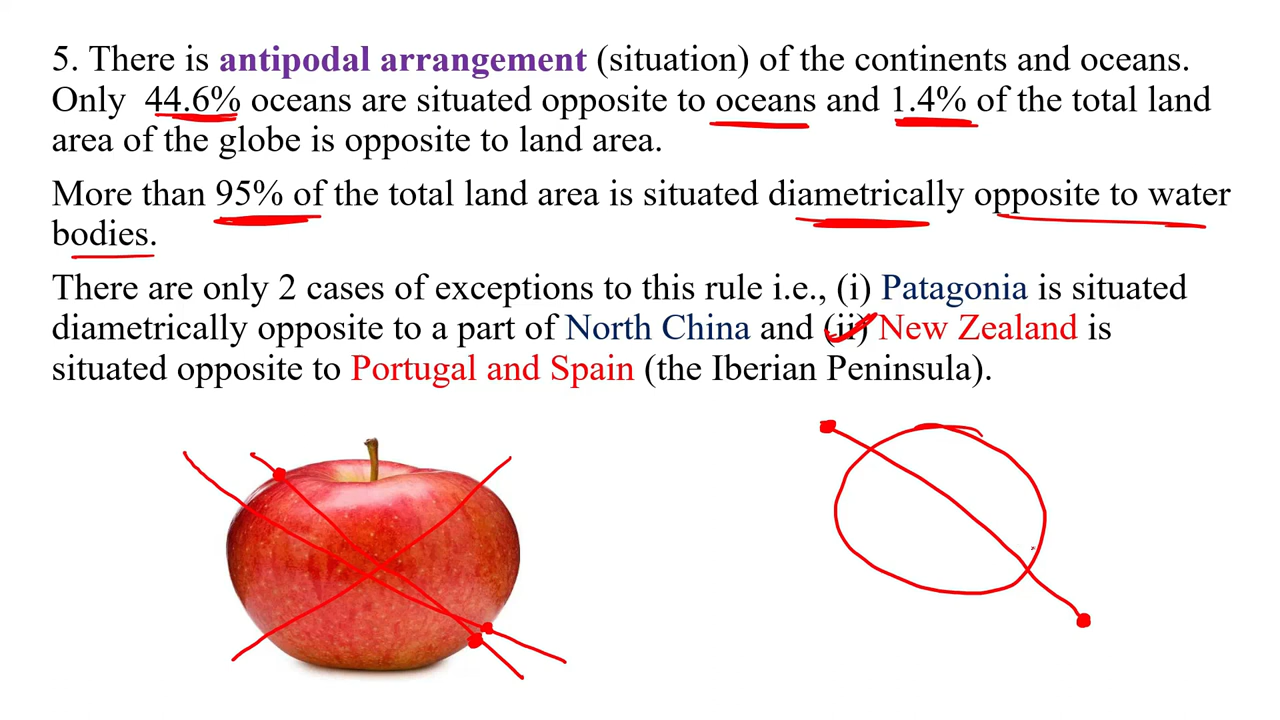 5. There is antipodal arrangement (situation) of the continents and oceans.
Only 44.6% oceans are situated opposite to oceans and 1.4% of the total land
area of the globe is opposite to land area.
More than 95% of the total land area is situated diametrically opposite to water
bodies.
There are only 2 cases of exceptions to this rule i.e., (i) Patagonia is situated
diametrically opposite to a part of North China and (ii) New Zealand is
situated opposite to Portugal and Spain (the Iberian Peninsula).